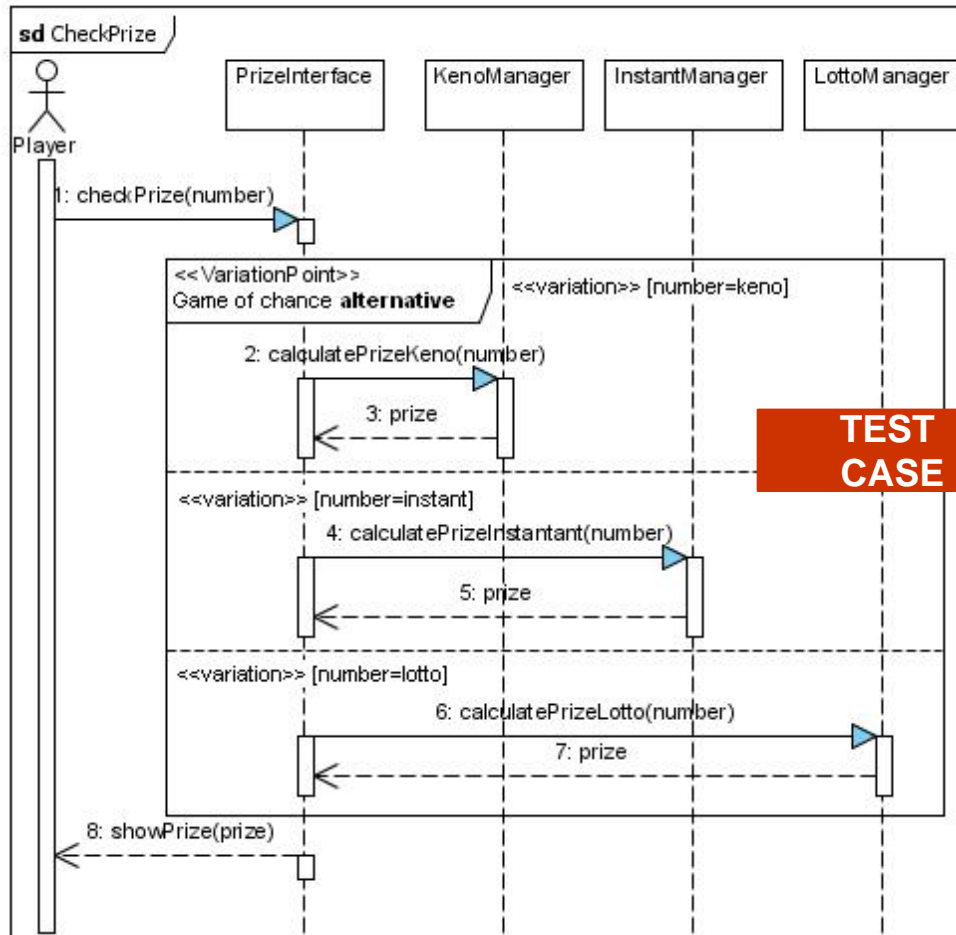 sd CheckPrize
Player
PrizeInterface
KenoManager
InstantManager
LottoManager
1: checkPrize(number)
<<VariationPoint>>
Game of chance alternative
<<variation>> [number=keno]
2: calculatePrizeKeno(number)
3: prize
TEST
CASE
<<variation>> [number=instant]
4: calculatePrizeInstantant(number)
5: prize
<<variation>> [number=lotto]
6: calculatePrizeLotto(number)
7: prize
8: showPrize(prize)